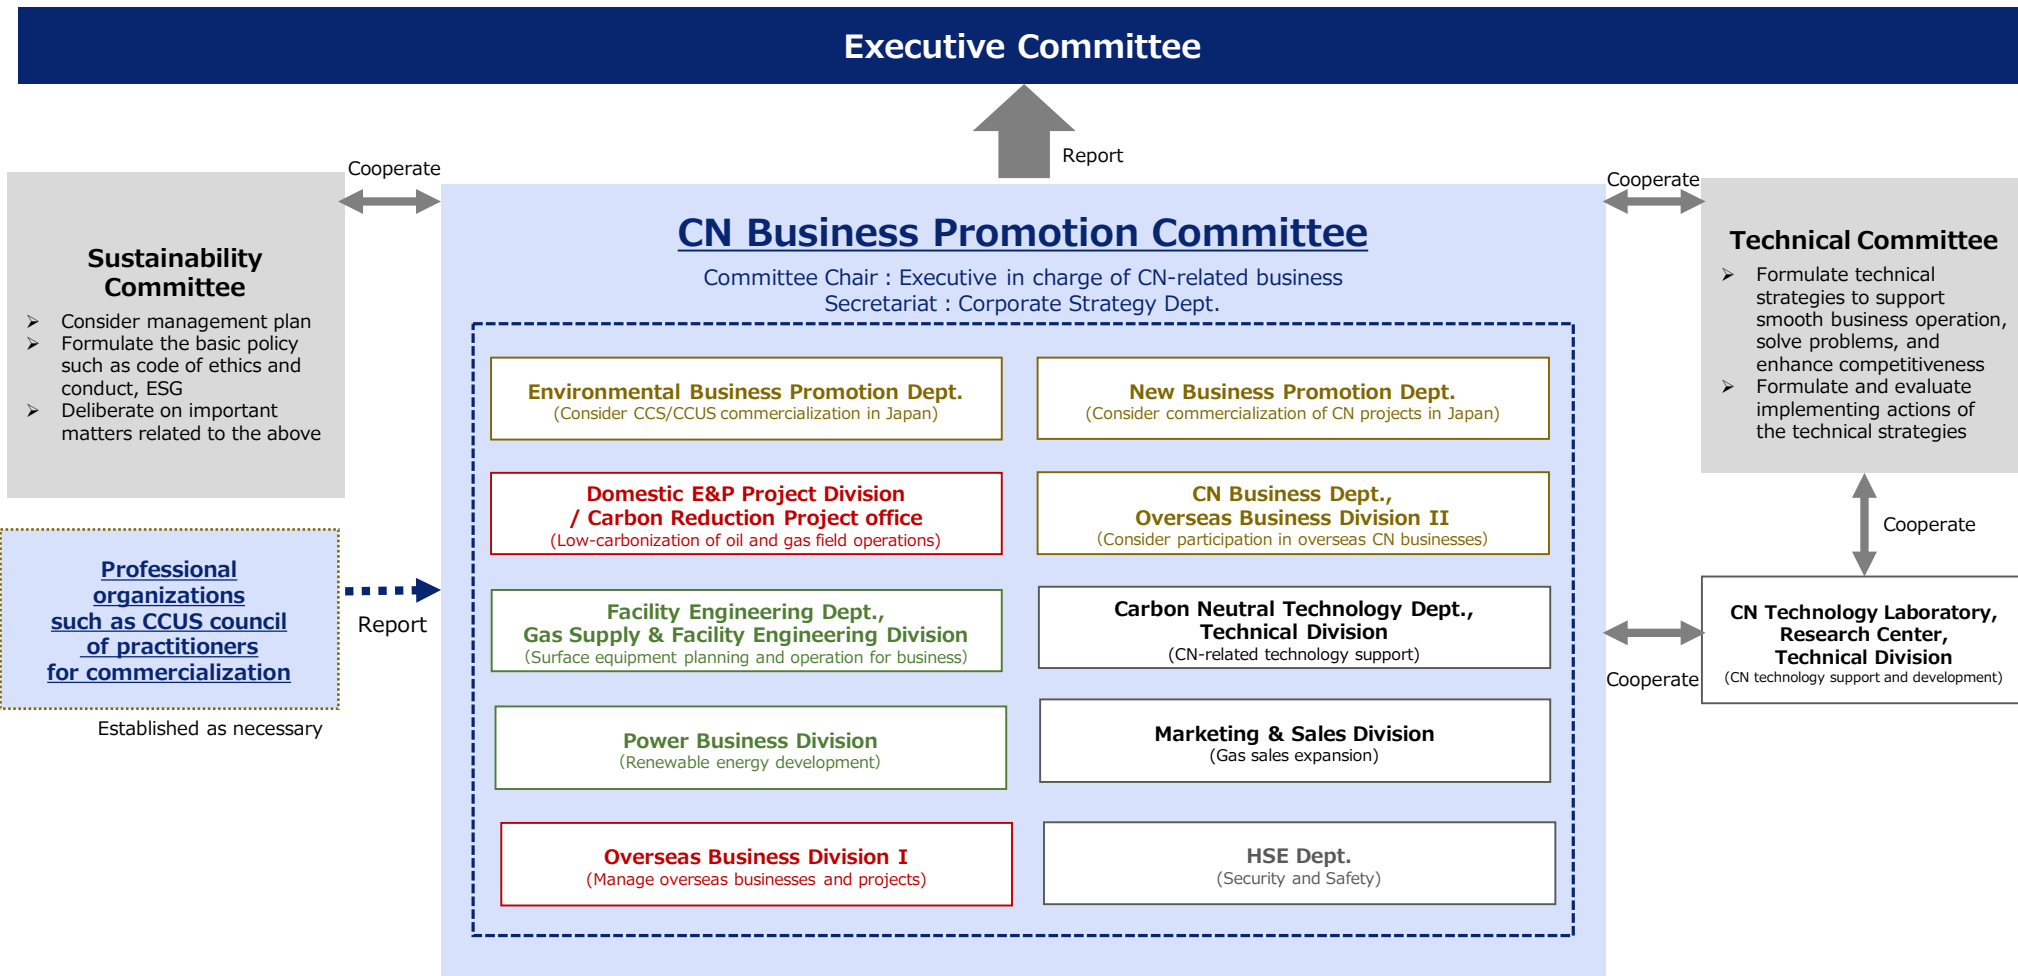 Executive Committee
Report
Cooperate
Cooperate
Sustainability
Committee
➢ Consider management plan
➢ Formulate the basic policy
such as code of ethics and
conduct, ESG
➢ Deliberate on important
matters related to the above
CN Business Promotion Committee
Committee Chair : Executive in charge of CN-related business
Secretariat : Corporate Strategy Dept.
Technical Committee
➢ Formulate technical
strategies to support
smooth business operation,
solve problems, and
enhance competitiveness
➢ Formulate and evaluate
implementing actions of
the technical strategies
Environmental Business Promotion Dept.
(Consider CCS/CCUS commercialization in Japan)
New Business Promotion Dept.
(Consider commercialization of CN projects in Japan)
Domestic E&P Project Division
/ Carbon Reduction Project office
(Low-carbonization of oil and gas field operations)
CN Business Dept.,
Overseas Business Division II
(Consider participation in overseas CN businesses)
Cooperate
Professional
organizations
such as CCUS council
of practitioners
for commercialization
Established as necessary
Report
Facility Engineering Dept.,
Gas Supply & Facility Engineering Division
(Surface equipment planning and operation for business)
Carbon Neutral Technology Dept.,
Technical Division
(CN-related technology support)
Cooperate
CN Technology Laboratory,
Research Center,
Technical Division
(CN technology support and development)
Power Business Division
(Renewable energy development)
Marketing & Sales Division
(Gas sales expansion)
Overseas Business Division I
(Manage overseas businesses and projects)
HSE Dept.
(Security and Safety)